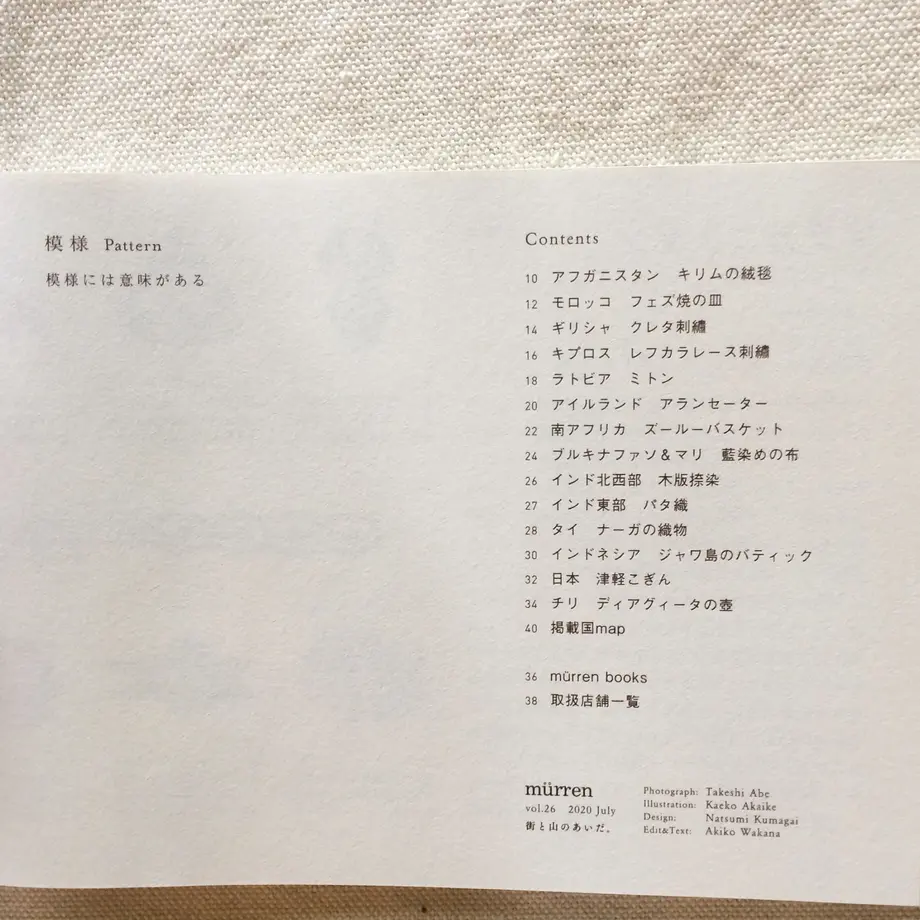 模様 Pattern
模様には意味がある
Contents
10 アフガニスタン キリムの絨毯
12 モロッコ フェズ焼の皿
14 ギリシャ クレタ刺繡
16 キプロス レフカラレース刺繡
18 ラトビア ミトン
20 アイルランド アランセーター
22 南アフリカ ズールーバスケット
24 ブルキナファソ&マリ 藍染めの布
26 インド北西部 木版捺染
27 インド東部 パタ織
28 タイ ナーガの織物
30 インドネシア ジャワ島のバティック
32 日本 津軽こぎん
34 チリ ディアグィータの壺
40 掲載国map
36 mürren books
38 取扱店舗一覧
mürren
vol.26 2020 July
街と山のあいだ。
Photograph: Takeshi Abe
Illustration: Kaeko Akaike
Design: Natsumi Kumagai
Edit&Text: Akiko Wakana